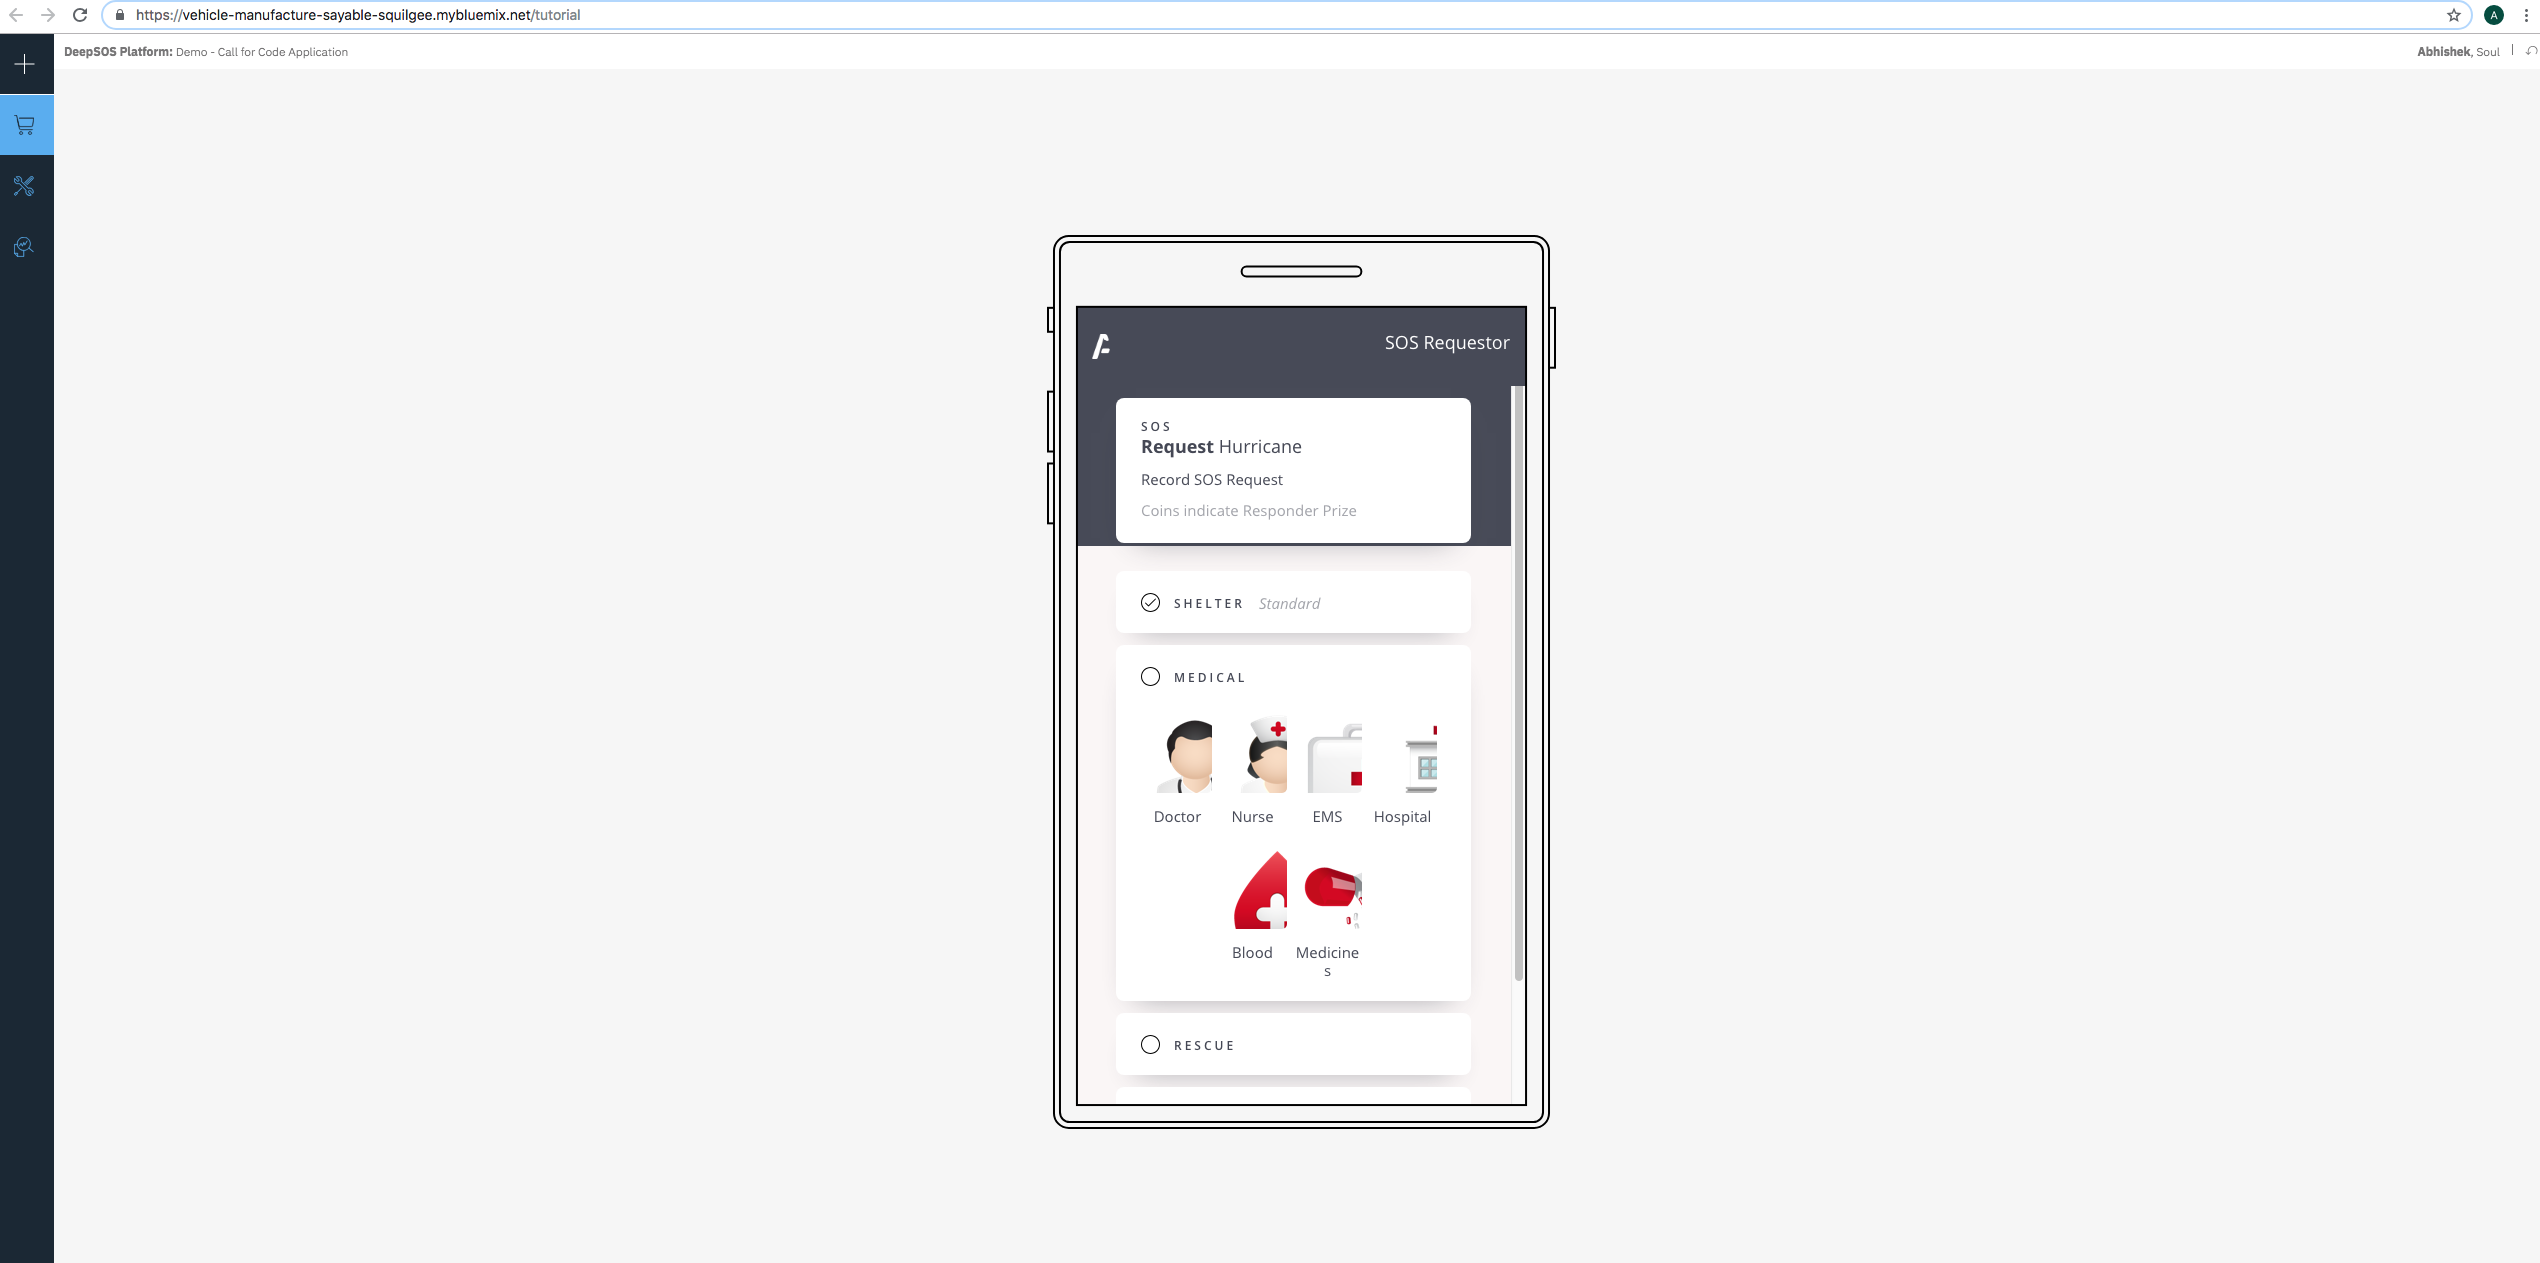 https://vehicle-manufacture-sayable-squilgee.mybluemix.net/tutorial
A
DeepSOS Platform: Demo - Call for Code Application
Abhishek, Soul
SOS Requestor
SOS
Request Hurricane
Record SOS Request
Coins indicate Responder Prize
SHELTER Standard
MEDICAL
Doctor Nurse EMS Hospital
Blood Medicine
s
RESCUE